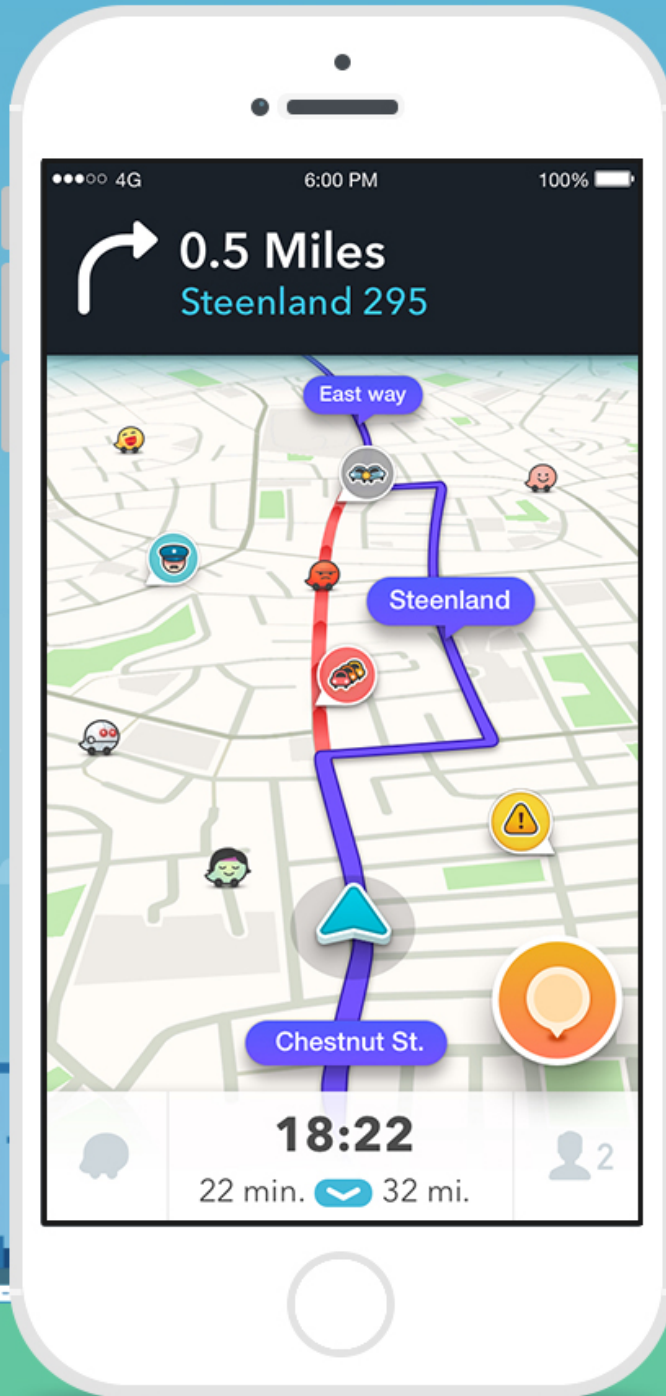 4G 6:00 PM 100%
0.5 Miles
Steenland 295
East way
Steenland
Chestnut St.
18:22
2
22 min. 32 mi.